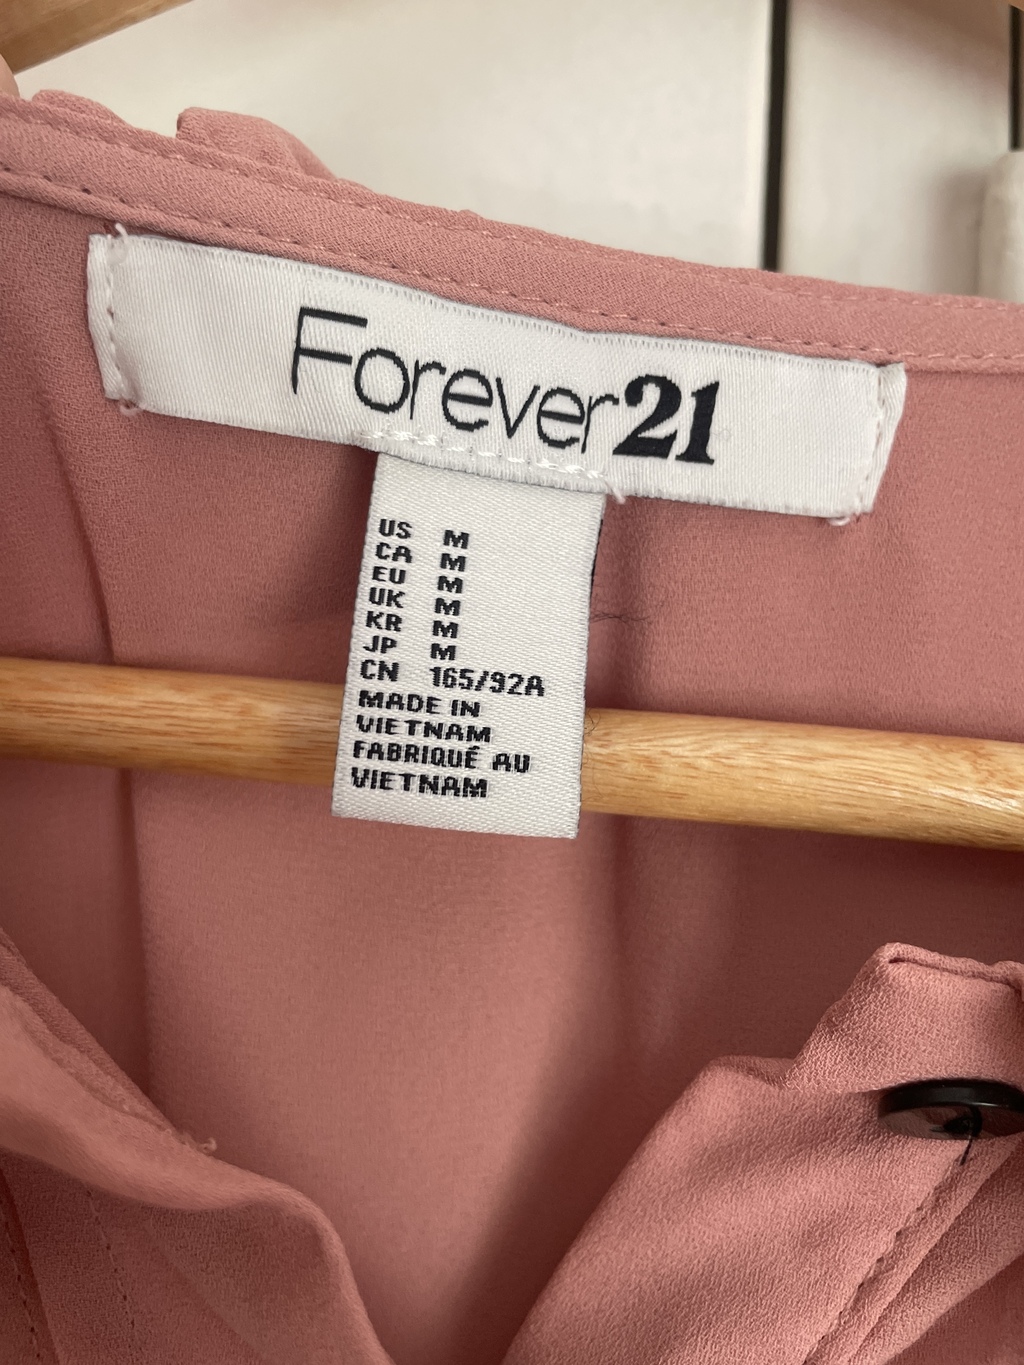 Forever21
US M
CA M
EU M
UK M
KR M
JP M
CN 165/92A
MADE IN
VIETNAM
FABRIQUÉ AU
VIETNAM